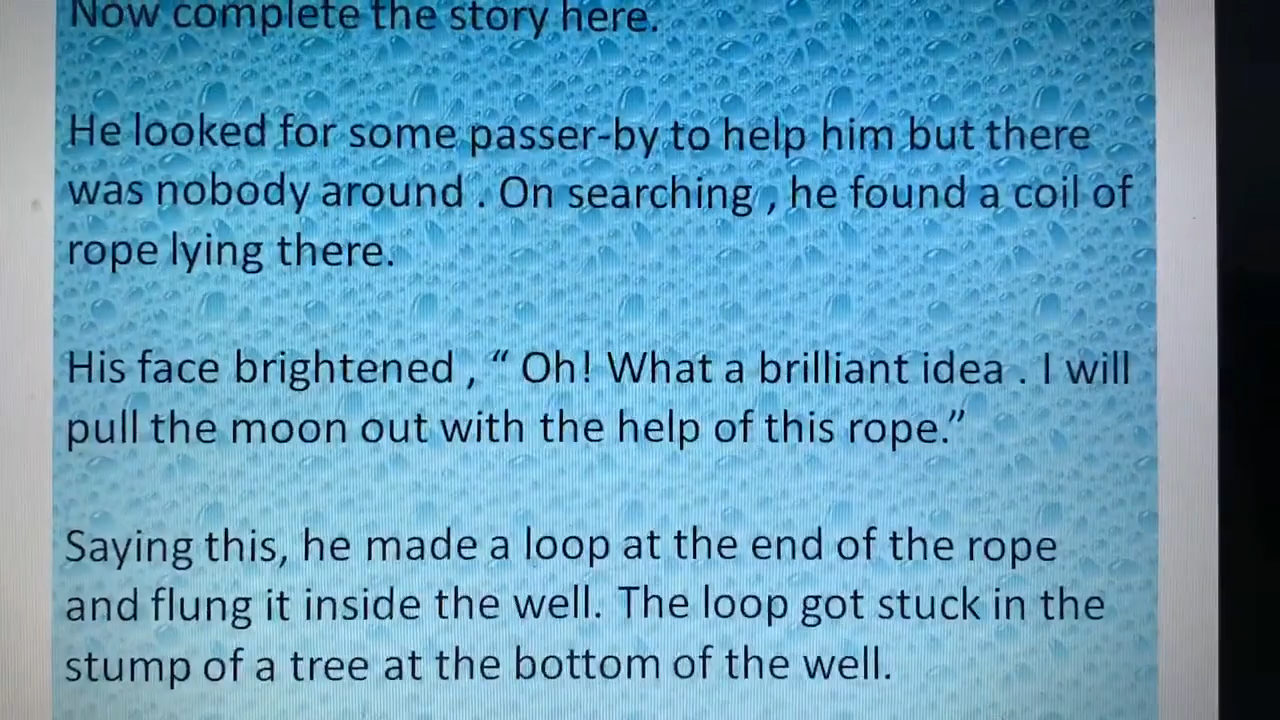 Now complete the story here.
He looked for some passer-by to help him but there
was nobody around . On searching , he found a coil of
rope lying there.
His face brightened , “ Oh! What a brilliant idea . I will
pull the moon out with the help of this rope.”
Saying this, he made a loop at the end of the rope
and flung it inside the well. The loop got stuck in the
stump of a tree at the bottom of the well.